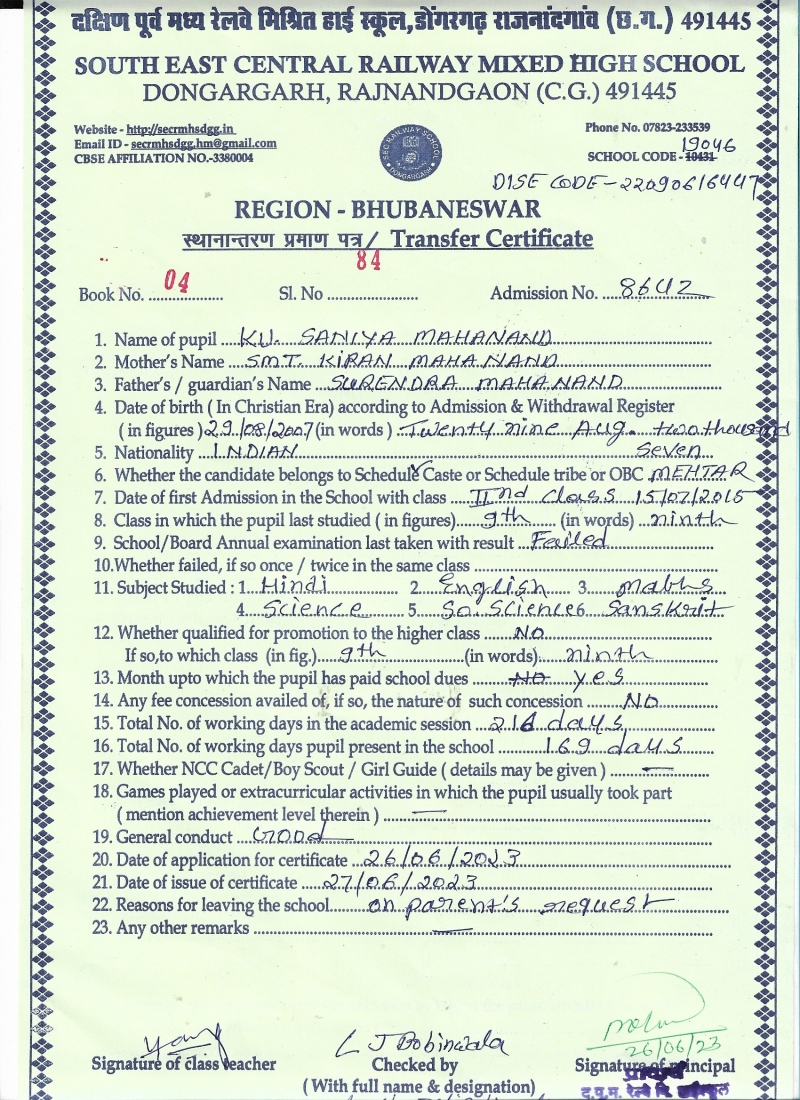 दक्षिण पूर्व मध्य रेलवे मिश्रित हाई स्कूल,डोंगरगढ़ राजनांदगांव (छ.ग.) 491445
SOUTH EAST CENTRAL RAILWAY MIXED HIGH SCHOOL
DONGARGARH, RAJNANDGAON (C.G.) 491445
Website - http://secrmhsdgg.in
Email ID - secrmhsdgg.hm@gmail.com
CBSE AFFILIATION NO.-3380004
SEC RAILWAY SCHOOL
DONGARGARH
Phone No. 07823-233539
19046
SCHOOL CODE - 10431
DISE CODE - 22090616447
REGION - BHUBANESWAR
स्थानान्तरण प्रमाण पत्र / Transfer Certificate
Book No. 04 Sl. No 84 Admission No. 8642
1. Name of pupil KU. SANIYA MAHANAND
2. Mother's Name SMT. KIRAN MAHANAND
3. Father's / guardian's Name SURENDRA MAHANAND
4. Date of birth ( In Christian Era) according to Admission & Withdrawal Register
( in figures ) 29/08/2007 (in words ) Twenty nine Aug. two thousand
5. Nationality INDIAN Seven
6. Whether the candidate belongs to Schedule Caste or Schedule tribe or OBC MEHTAR
7. Date of first Admission in the School with class IInd class 15/07/2015
8. Class in which the pupil last studied ( in figures) 9th (in words) ninth
9. School/Board Annual examination last taken with result Failed
10.Whether failed, if so once / twice in the same class
11. Subject Studied : 1. Hindi 2. English 3. maths
4. Science 5. So. Science 6. Sanskrit
12. Whether qualified for promotion to the higher class NO
If so,to which class (in fig.) 9th (in words) ninth
13. Month upto which the pupil has paid school dues NO yes
14. Any fee concession availed of, if so, the nature of such concession NO
15. Total No. of working days in the academic session 216 days
16. Total No. of working days pupil present in the school 169 days
17. Whether NCC Cadet/Boy Scout / Girl Guide ( details may be given ) —
18. Games played or extracurricular activities in which the pupil usually took part
( mention achievement level therein ) —
19. General conduct Good
20. Date of application for certificate 26/06/2023
21. Date of issue of certificate 27/06/2023
22. Reasons for leaving the school on parent's request
23. Any other remarks —
L J Bobinwala
26/06/23
Signature of class teacher Checked by Signature of principal
(With full name & designation)
प्राचार्य
द.पू.म. रेल्वे मि. हाईस्कूल